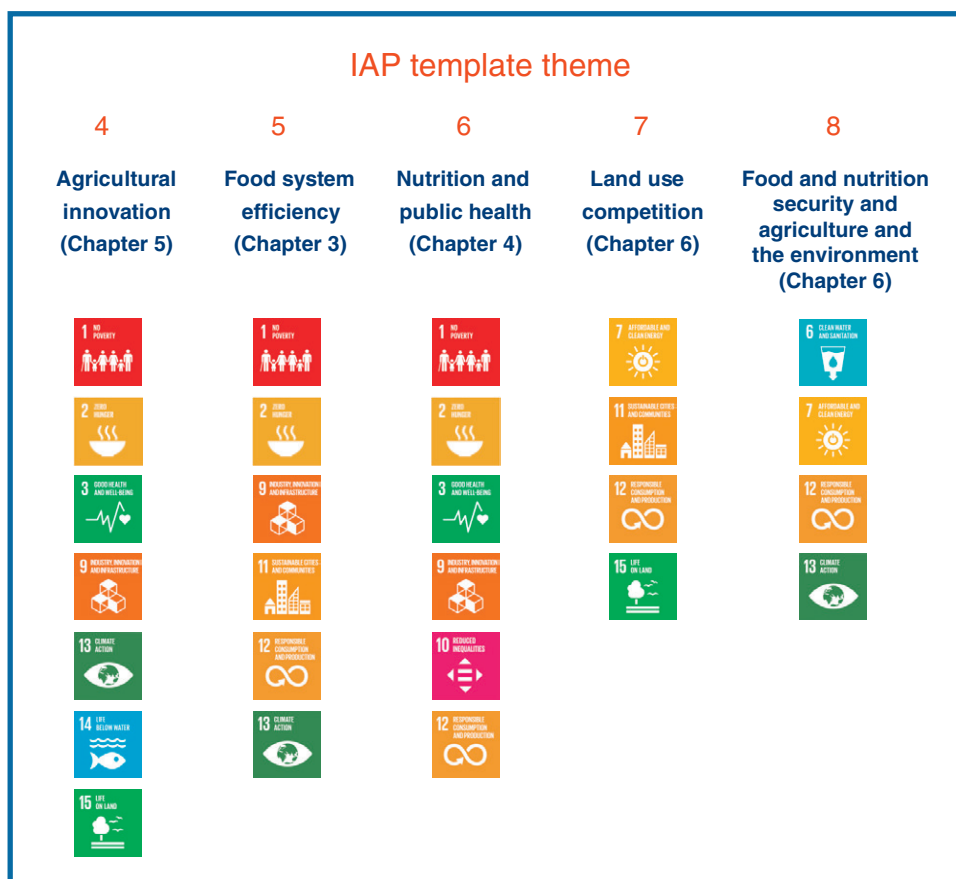 IAP template theme
4
5
6
7
8
Agricultural
innovation
(Chapter 5)
Food system
efficiency
(Chapter 3)
Nutrition and
public health
(Chapter 4)
Land use
competition
(Chapter 6)
Food and nutrition
security and
agriculture and
the environment
(Chapter 6)
1 NO
POVERTY
2 ZERO
HUNGER
3 GOOD HEALTH
AND WELL-BEING
9 INDUSTRY, INNOVATION
AND INFRASTRUCTURE
13 CLIMATE
ACTION
14 LIFE
BELOW WATER
15 LIFE
ON LAND
1 NO
POVERTY
2 ZERO
HUNGER
9 INDUSTRY, INNOVATION
AND INFRASTRUCTURE
11 SUSTAINABLE CITIES
AND COMMUNITIES
12 RESPONSIBLE
CONSUMPTION
AND PRODUCTION
13 CLIMATE
ACTION
1 NO
POVERTY
2 ZERO
HUNGER
3 GOOD HEALTH
AND WELL-BEING
9 INDUSTRY, INNOVATION
AND INFRASTRUCTURE
10 REDUCED
INEQUALITIES
12 RESPONSIBLE
CONSUMPTION
AND PRODUCTION
7 AFFORDABLE AND
CLEAN ENERGY
11 SUSTAINABLE CITIES
AND COMMUNITIES
12 RESPONSIBLE
CONSUMPTION
AND PRODUCTION
15 LIFE
ON LAND
6 CLEAN WATER
AND SANITATION
7 AFFORDABLE AND
CLEAN ENERGY
12 RESPONSIBLE
CONSUMPTION
AND PRODUCTION
13 CLIMATE
ACTION